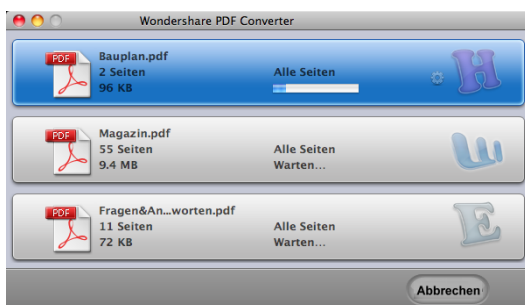 Wondershare PDF Converter
PDF
Bauplan.pdf
2 Seiten
Alle Seiten
96 KB
H
PDF
Magazin.pdf
55 Seiten
Alle Seiten
9.4 MB
Warten...
W
PDF
Fragen&An...worten.pdf
11 Seiten
Alle Seiten
72 KB
Warten...
E
Abbrechen